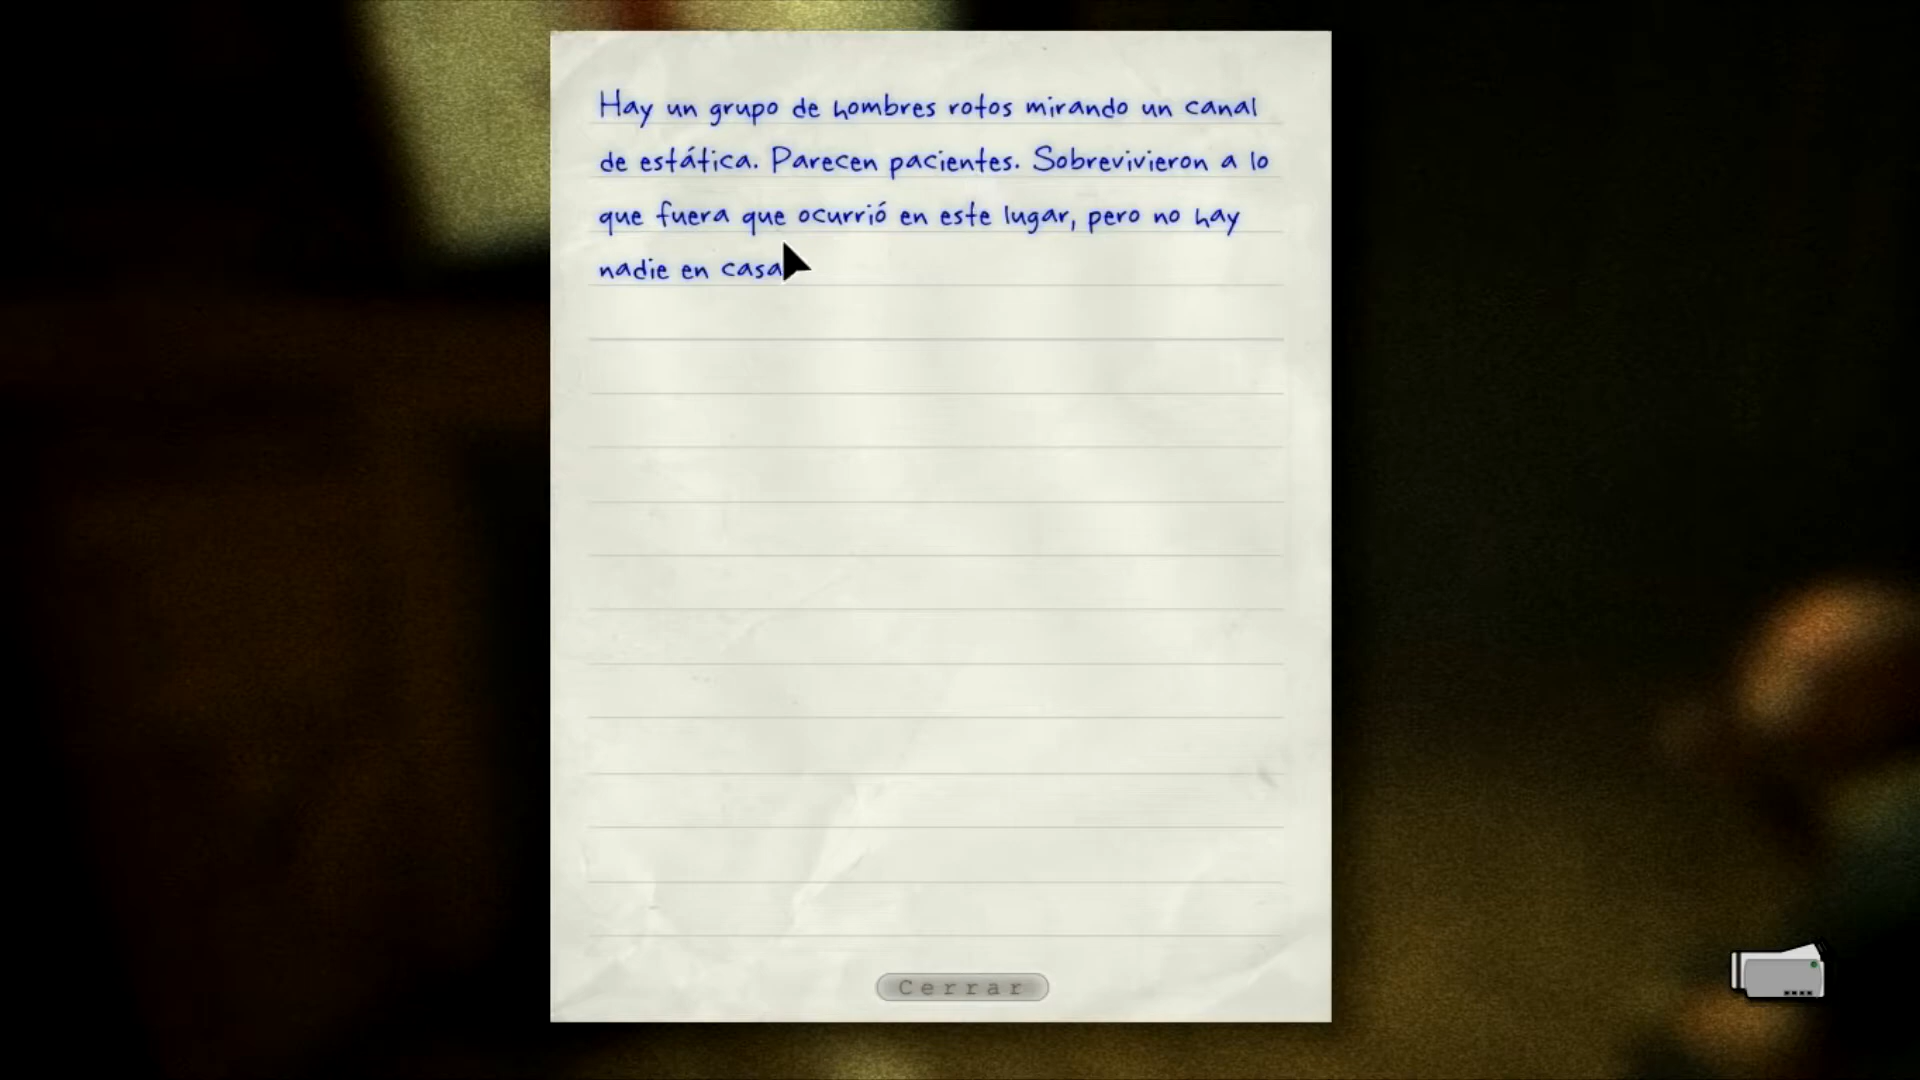 Hay un grupo de hombres rotos mirando un canal
de estática. Parecen pacientes. Sobrevivieron a lo
que fuera que ocurrió en este lugar, pero no hay
nadie en casa
Cerrar